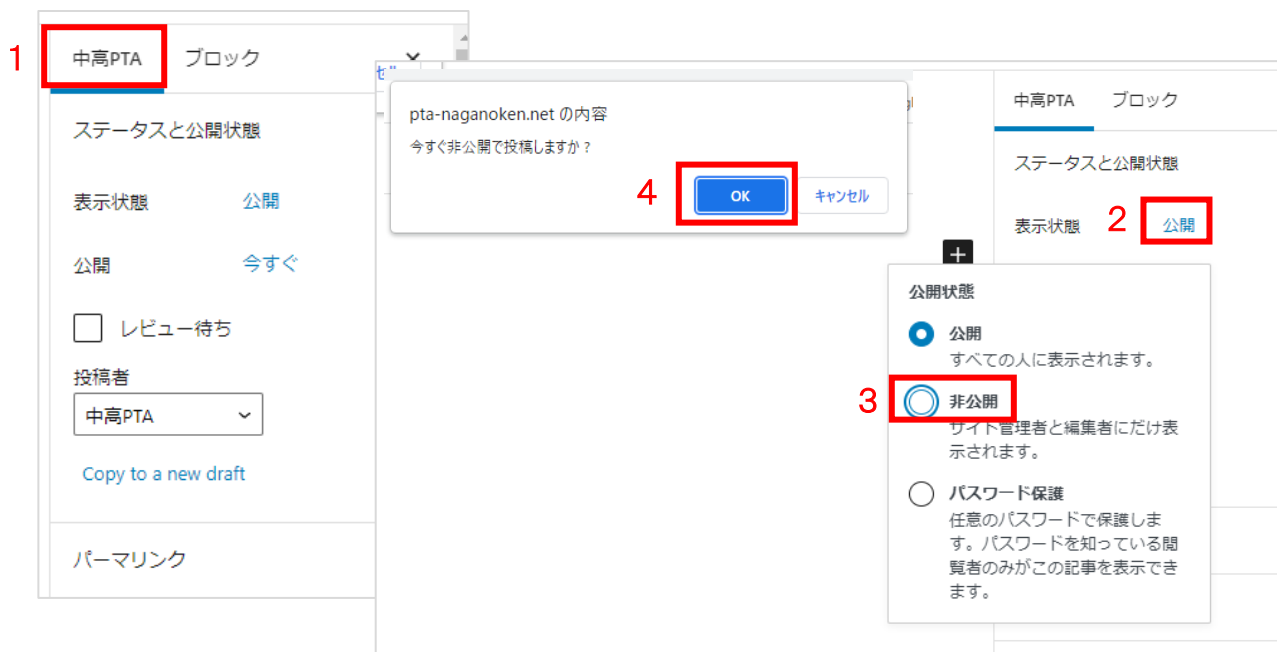 1
中高PTA ブロック
ステータスと公開状態
表示状態 公開
公開 今すぐ
レビュー待ち
投稿者
中高PTA
Copy to a new draft
パーマリンク
pta-naganoken.net の内容
今すぐ非公開で投稿しますか？
4
OK キャンセル
中高PTA ブロック
ステータスと公開状態
表示状態 2 公開
公開状態
公開
すべての人に表示されます。
3 非公開
サイト管理者と編集者にだけ表
示されます。
パスワード保護
任意のパスワードで保護しま
す。パスワードを知っている閲
覧者のみがこの記事を表示でき
ます。